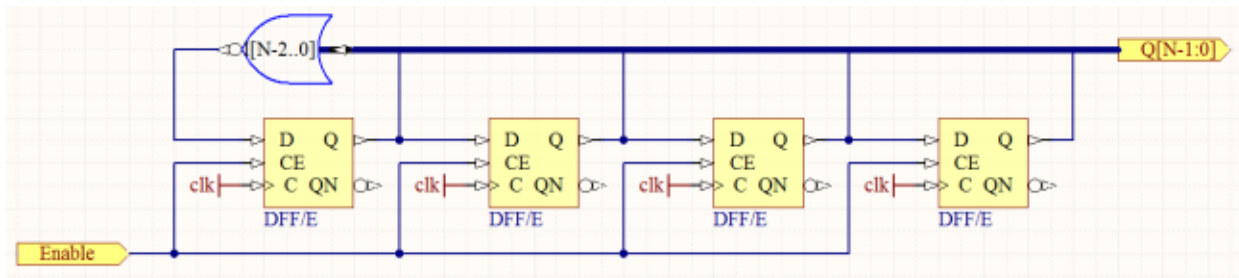 [N-2..0]
Q[N-1:0]
D Q D Q D Q D Q
CE CE CE CE
clk C QN clk C QN clk C QN clk C QN
DFF/E DFF/E DFF/E DFF/E
Enable